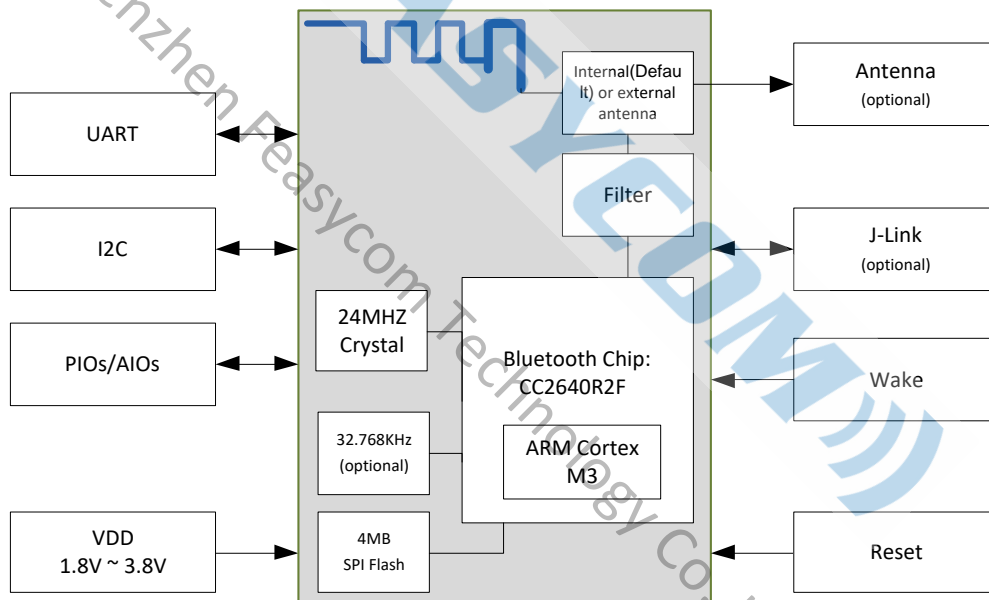 UART
I2C
PIOs/AIOs
VDD
1.8V ~ 3.8V
Internal(Defau
lt) or external
antenna
Filter
24MHZ
Crystal
32.768KHz
(optional)
4MB
SPI Flash
Bluetooth Chip:
CC2640R2F
ARM Cortex
M3
Antenna
(optional)
J-Link
(optional)
Wake
Reset
enzhen Feasycom Technology Co
ASYCOM